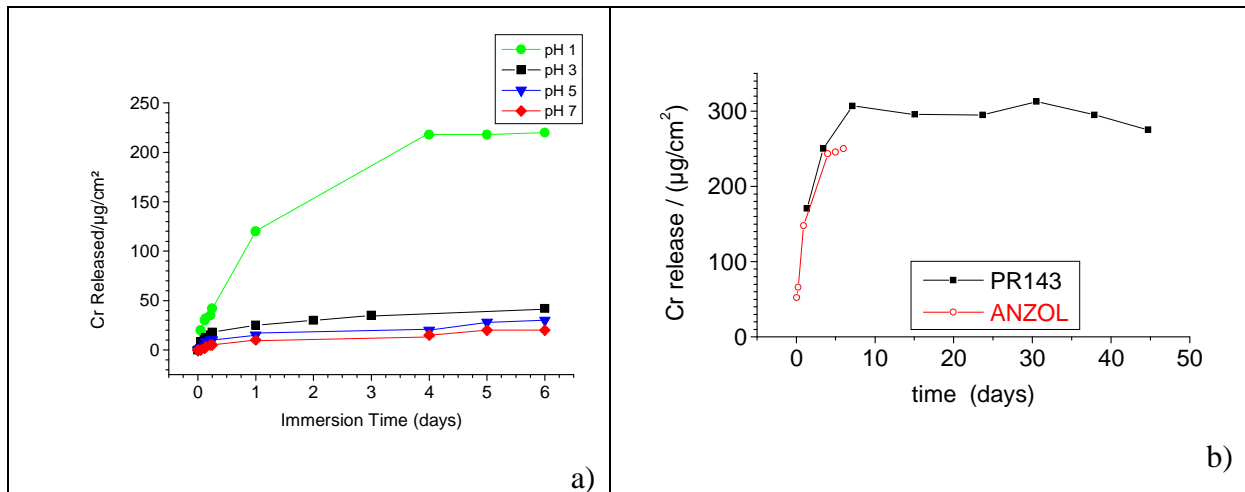 pH 1
pH 3
pH 5
pH 7
250
200
150
100
50
0
Cr Released/µg/cm²
0 1 2 3 4 5 6
Immersion Time (days)
a)
300
200
100
0
Cr release / (µg/cm²)
PR143
ANZOL
0 10 20 30 40 50
time (days)
b)